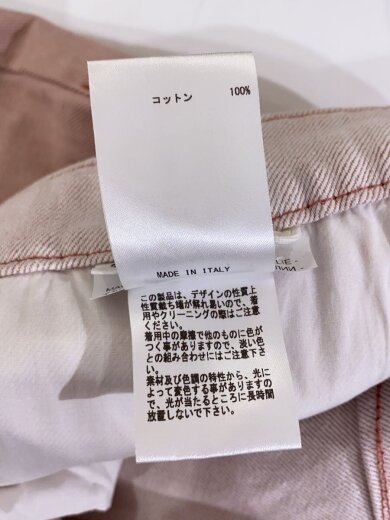 コットン 100%
MADE IN ITALY
この製品は、デザインの性質上
性質裁ち端が解れ易いので、着
用やクリーニングの際はご注意
ください。
着用中の摩擦で他のものに色が
つく事がありますので、淡い色
との組み合わせにはご注意下さ
い。
素材及び色調の特性から、光に
よって変色する事がありますの
で、光が当たるところに長時間
放置しないで下さい。